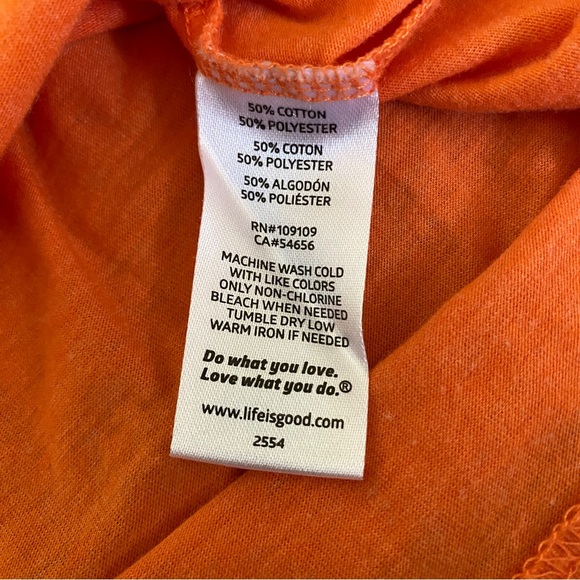 50% COTTON
50% POLYESTER
50% COTON
50% POLYESTER
50% ALGODÓN
50% POLIÉSTER
RN#109109
CA#54656
MACHINE WASH COLD
WITH LIKE COLORS
ONLY NON-CHLORINE
BLEACH WHEN NEEDED
TUMBLE DRY LOW
WARM IRON IF NEEDED
Do what you love.
Love what you do.®
www.lifeisgood.com
2554